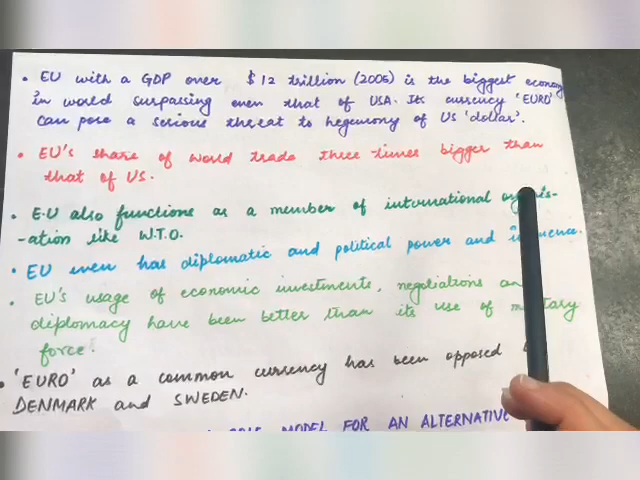 • EU with a GDP over $12 trillion (2005) is the biggest economy
in world surpassing even that of USA. Its currency 'EURO'
can pose a serious threat to hegemony of US 'dollar'.
• EU's share of world trade three-times bigger than
that of US.
• E.U also functions as a member of international
-ation like W.T.O.
• EU even has diplomatic and political power and influence.
• EU's usage of economic investments, negotiations
diplomacy have been better than its use of military
force.
• 'EURO' as a common currency has been opposed
DENMARK and SWEDEN.
MODEL FOR AN ALTERNATIVE